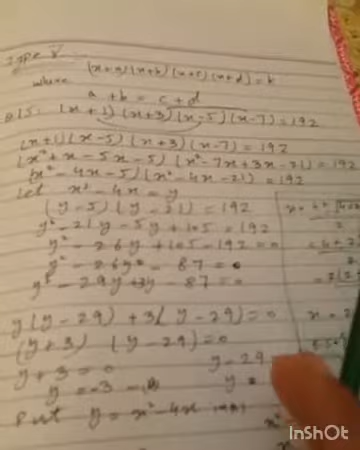 Type V
(x+a)(x+b)(x+c)(x+d)=k
where
a+b = c+d
Q15: (x+1)(x+3)(x-5)(x-7)=192
(x+1)(x-5)(x+3)(x-7)=192
(x²+x-5x-5)(x²-7x+3x-21)=192
(x²-4x-5)(x²-4x-21)=192
Let x²-4x=y
(y-5)(y-21)=192
y²-21y-5y+105=192
y²-26y+105-192=0
y²-26y-87=0
y²-29y+3y-87=0
y(y-29)+3(y-29)=0
(y+3)(y-29)=0
y+3=0 y-29
y=-3 y=
Put y=x²-4x in
InShOt